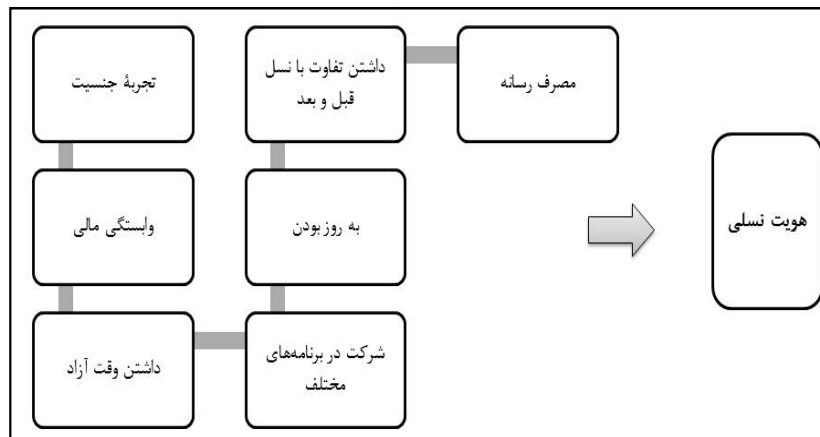 تجربهٔ جنسیت
وابستگی مالی
داشتن وقت آزاد
شرکت در برنامه‌های
مختلف
به روز بودن
داشتن تفاوت با نسل
قبل و بعد
مصرف رسانه
هویت نسلی